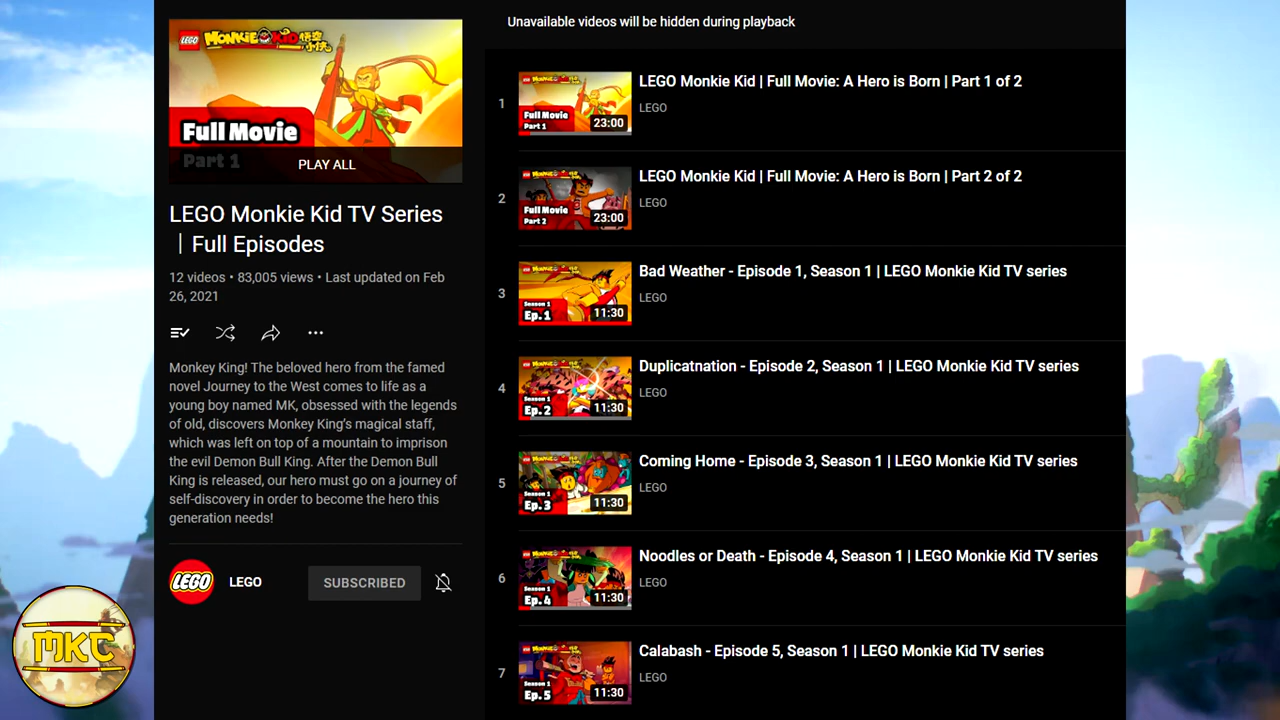 LEGO MONKIE KID 悟空小俠
Full Movie
Part 1
PLAY ALL
LEGO Monkie Kid TV Series
｜Full Episodes
12 videos • 83,005 views • Last updated on Feb
26, 2021
Monkey King! The beloved hero from the famed
novel Journey to the West comes to life as a
young boy named MK, obsessed with the legends
of old, discovers Monkey King's magical staff,
which was left on top of a mountain to imprison
the evil Demon Bull King. After the Demon Bull
King is released, our hero must go on a journey of
self-discovery in order to become the hero this
generation needs!
LEGO
LEGO
SUBSCRIBED
MKC
Unavailable videos will be hidden during playback
1
Full Movie
Part 1
23:00
LEGO Monkie Kid | Full Movie: A Hero is Born | Part 1 of 2
LEGO
2
Full Movie
Part 2
23:00
LEGO Monkie Kid | Full Movie: A Hero is Born | Part 2 of 2
LEGO
3
Season 1
Ep. 1
11:30
Bad Weather - Episode 1, Season 1 | LEGO Monkie Kid TV series
LEGO
4
Season 1
Ep. 2
11:30
Duplicatnation - Episode 2, Season 1 | LEGO Monkie Kid TV series
LEGO
5
Season 1
Ep. 3
11:30
Coming Home - Episode 3, Season 1 | LEGO Monkie Kid TV series
LEGO
6
Season 1
Ep. 4
11:30
Noodles or Death - Episode 4, Season 1 | LEGO Monkie Kid TV series
LEGO
7
Season 1
Ep. 5
11:30
Calabash - Episode 5, Season 1 | LEGO Monkie Kid TV series
LEGO